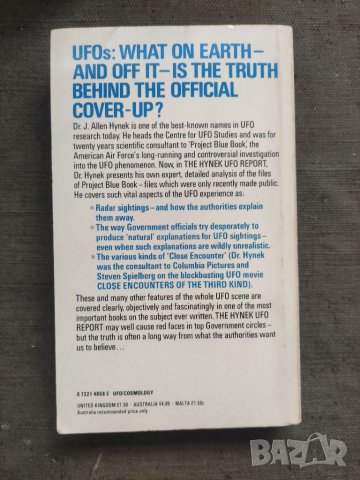 UFOs: WHAT ON EARTH–
AND OFF IT–IS THE TRUTH
BEHIND THE OFFICIAL
COVER-UP?
Dr. J. Allen Hynek is one of the best-known names in UFO
research today. He heads the Centre for UFO Studies and was for
twenty years scientific consultant to 'Project Blue Book', the
American Air Force's long-running and controversial investigation
into the UFO phenomenon. Now, in THE HYNEK UFO REPORT,
Dr. Hynek presents his own expert, detailed analysis of the files
of Project Blue Book – files which were only recently made public.
He covers such vital aspects of the UFO experience as:
* Radar sightings – and how the authorities explain
them away.
* The way Government officials try desperately to
produce 'natural' explanations for UFO sightings –
even when such explanations are wildly unrealistic.
* The various kinds of 'Close Encounter' (Dr. Hynek
was the consultant to Columbia Pictures and
Steven Spielberg on the blockbusting UFO movie
CLOSE ENCOUNTERS OF THE THIRD KIND).
These and many other features of the whole UFO scene are
covered clearly, objectively and fascinatingly in one of the most
important books on the subject ever written. THE HYNEK UFO
REPORT may well cause red faces in top Government circles –
but the truth is often a long way from what the authorities want
us to believe . . .
0 7221 4859 3 UFO/COSMOLOGY
UNITED KINGDOM £1.50 · AUSTRALIA $4.95 · MALTA £1.50c
Australia recommended price only
BAZAR